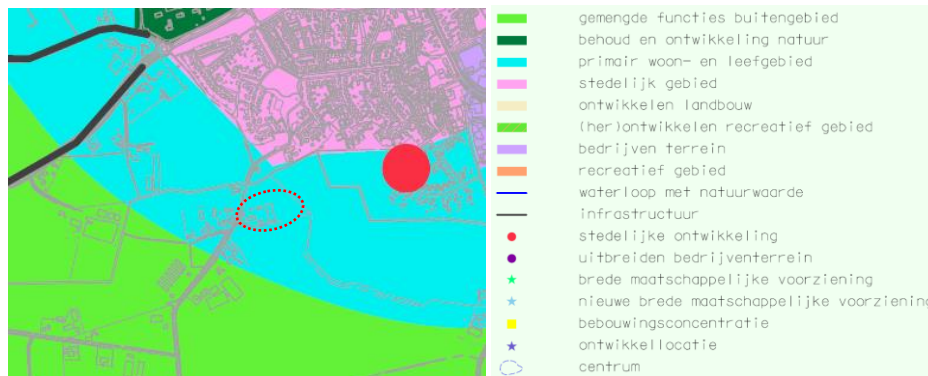 gemengde functies buitengebied
behoud en ontwikkeling natuur
primair woon- en leefgebied
stedelijk gebied
ontwikkelen landbouw
(her)ontwikkelen recreatief gebied
bedrijven terrein
recreatief gebied
waterloop met natuurwaarde
infrastructuur
stedelijke ontwikkeling
uitbreiden bedrijventerrein
brede maatschappelijke voorziening
nieuwe brede maatschappelijke voorziening
bebouwingsconcentratie
ontwikkellocatie
centrum